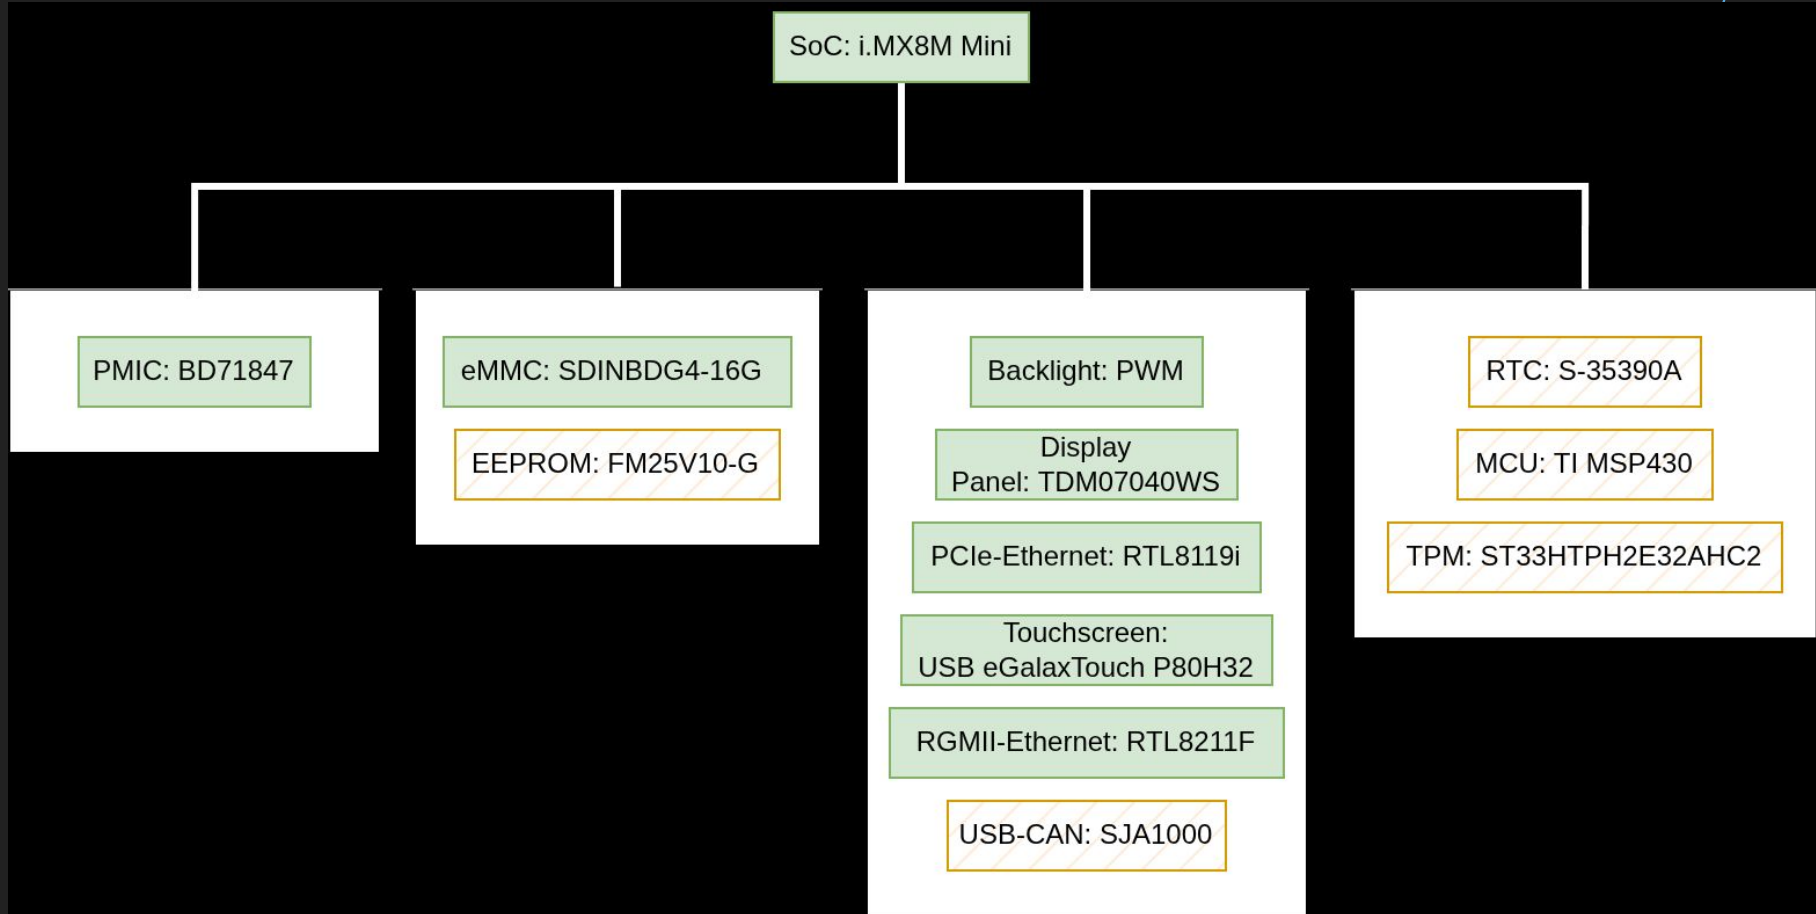 SoC: i.MX8M Mini
PMIC: BD71847
eMMC: SDINBDG4-16G
EEPROM: FM25V10-G
Backlight: PWM
Display
Panel: TDM07040WS
PCIe-Ethernet: RTL8119i
Touchscreen:
USB eGalaxTouch P80H32
RGMII-Ethernet: RTL8211F
USB-CAN: SJA1000
RTC: S-35390A
MCU: TI MSP430
TPM: ST33HTPH2E32AHC2